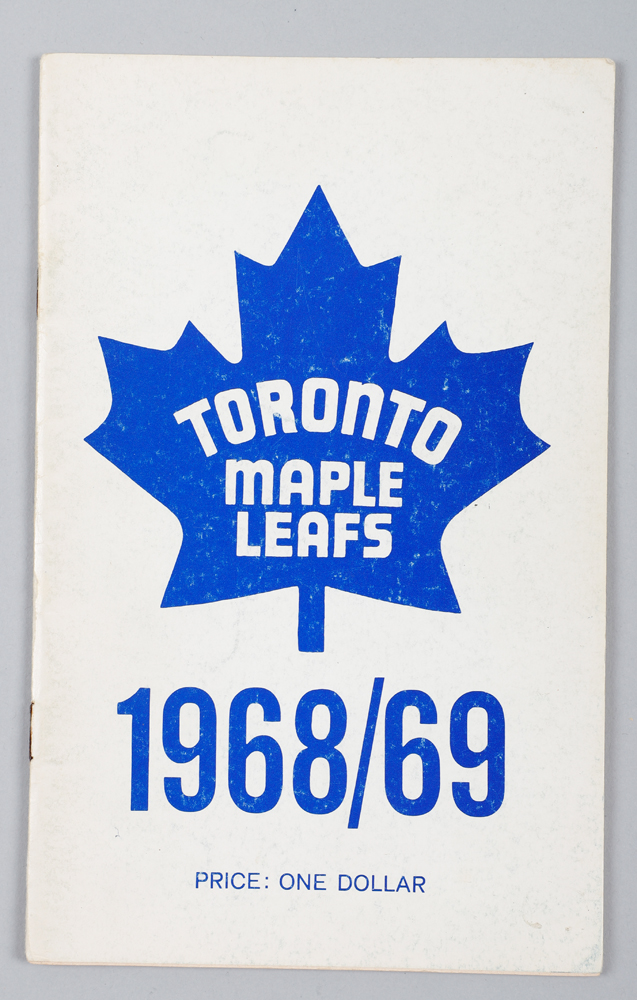 TORONTO
MAPLE
LEAFS
1968/69
PRICE: ONE DOLLAR